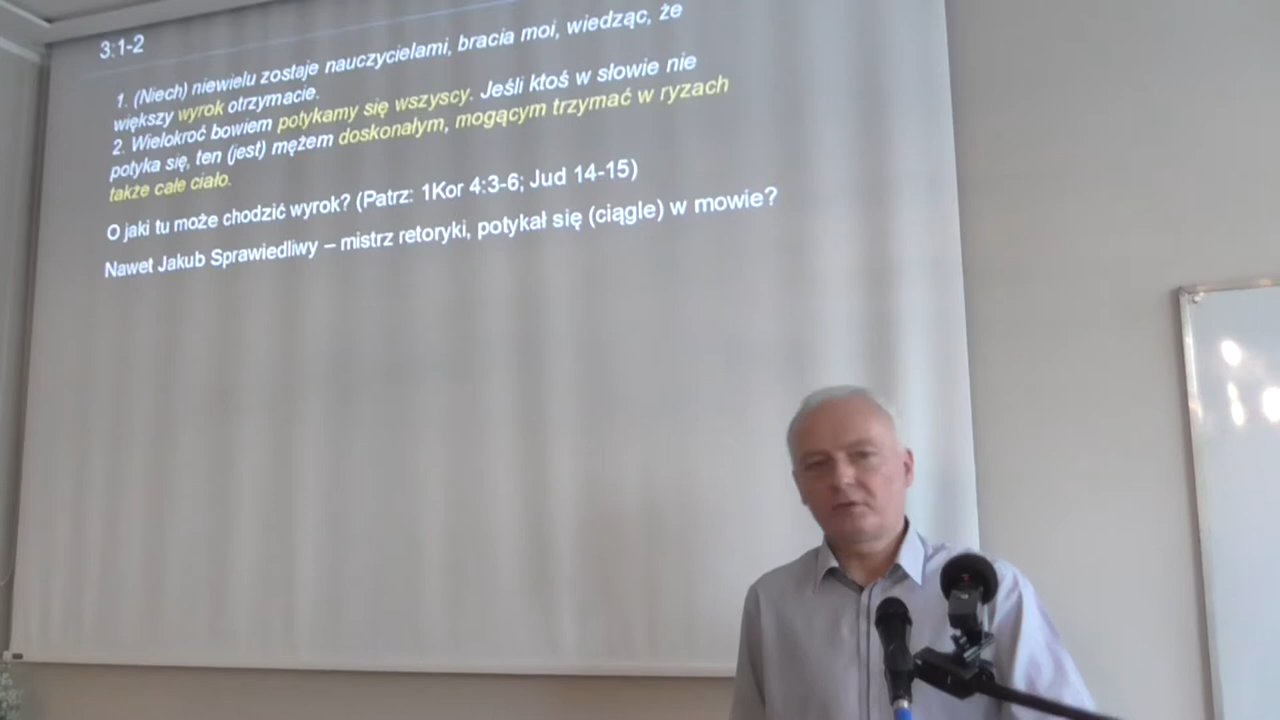 3:1-2
1. (Niech) niewielu zostaje nauczycielami, bracia moi, wiedząc, że
większy wyrok otrzymacie.
2. Wielokroć bowiem potykamy się wszyscy. Jeśli ktoś w słowie nie
potyka się, ten (jest) mężem doskonałym, mogącym trzymać w ryzach
także całe ciało.
O jaki tu może chodzić wyrok? (Patrz: 1Kor 4:3-6; Jud 14-15)
Nawet Jakub Sprawiedliwy – mistrz retoryki, potykał się (ciągle) w mowie?